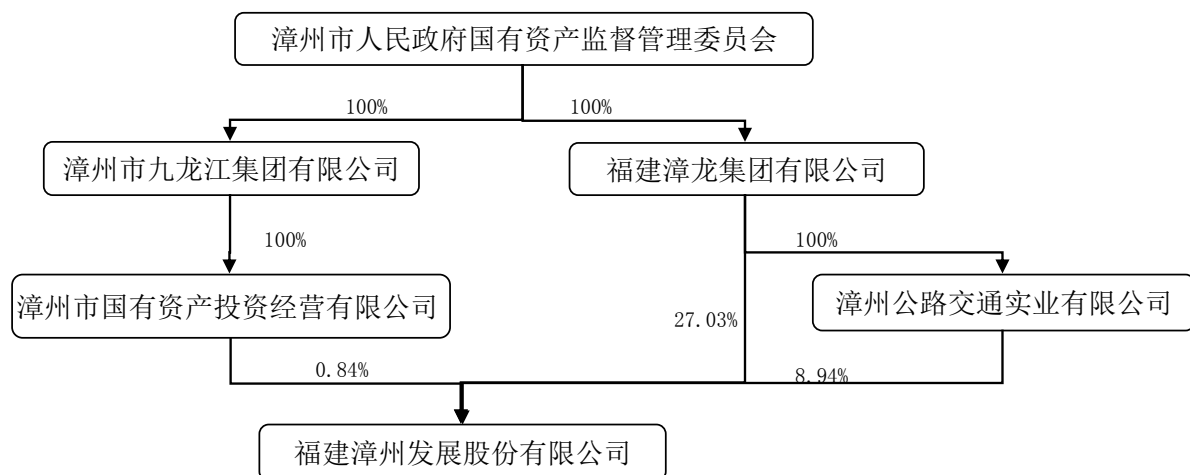 漳州市人民政府国有资产监督管理委员会
100%
100%
漳州市九龙江集团有限公司
福建漳龙集团有限公司
100%
100%
漳州市国有资产投资经营有限公司
漳州公路交通实业有限公司
27.03%
0.84%
8.94%
福建漳州发展股份有限公司